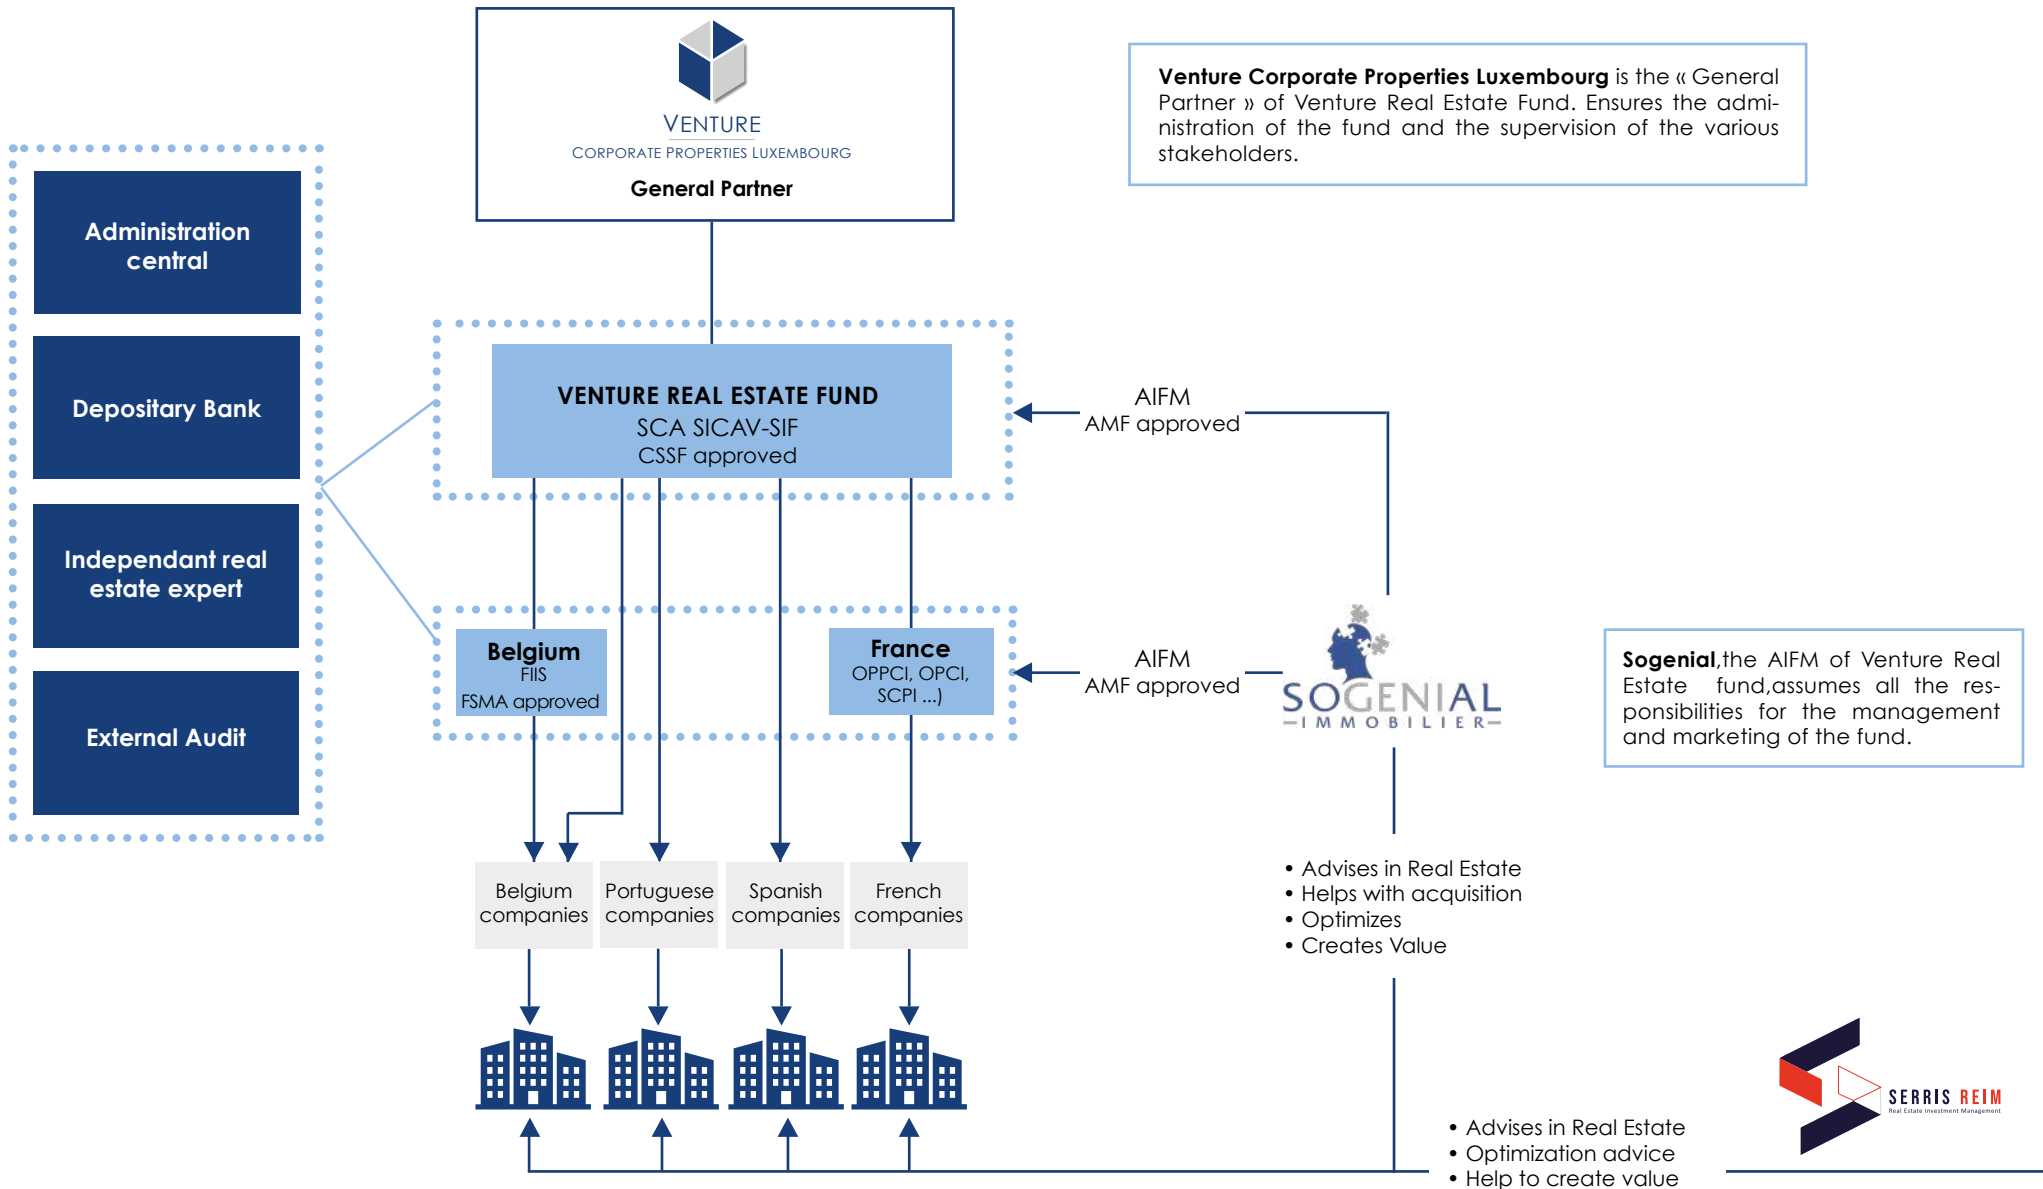 VENTURE
CORPORATE PROPERTIES LUXEMBOURG
General Partner
Venture Corporate Properties Luxembourg is the « General
Partner » of Venture Real Estate Fund. Ensures the admi-
nistration of the fund and the supervision of the various
stakeholders.
Administration
central
Depositary Bank
Independant real
estate expert
External Audit
VENTURE REAL ESTATE FUND
SCA SICAV-SIF
CSSF approved
AIFM
AMF approved
Belgium
FIIS
FSMA approved
France
OPPCI, OPCI,
SCPI ...)
AIFM
AMF approved
SOGENIAL
IMMOBILIER
Sogenial,the AIFM of Venture Real
Estate fund,assumes all the res-
ponsibilities for the management
and marketing of the fund.
Belgium
companies
Portuguese
companies
Spanish
companies
French
companies
• Advises in Real Estate
• Helps with acquisition
• Optimizes
• Creates Value
SERRIS REIM
Real Estate Investment Management
• Advises in Real Estate
• Optimization advice
• Help to create value